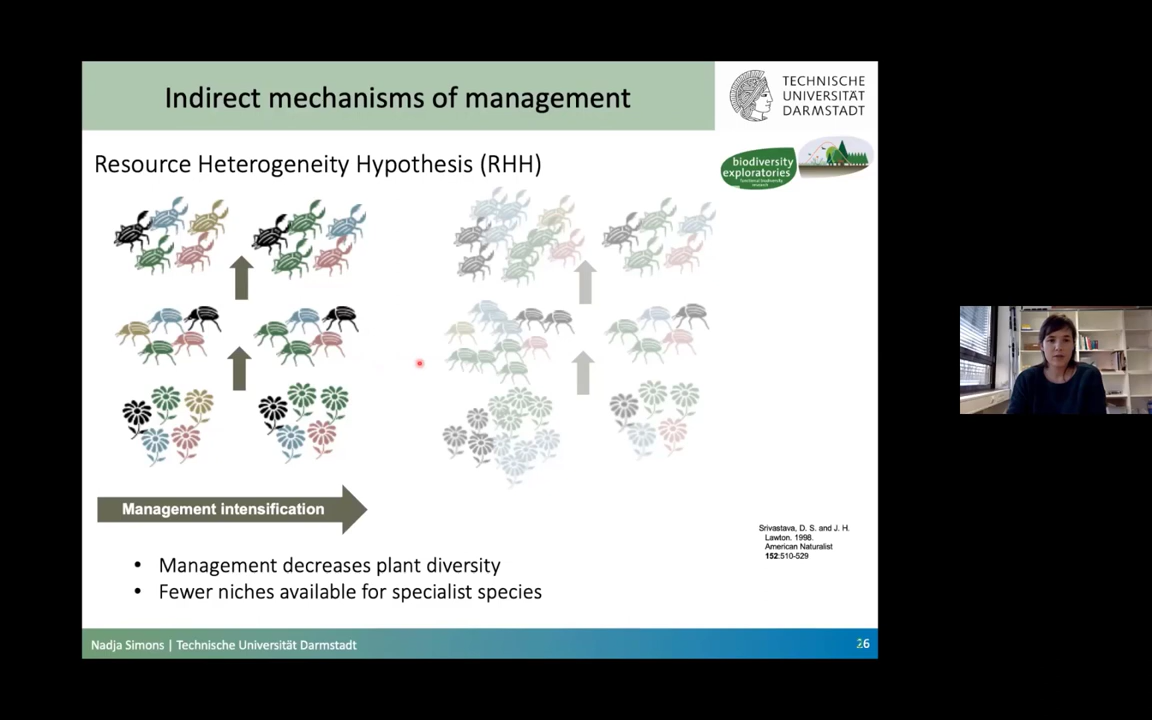 Indirect mechanisms of management
TECHNISCHE
UNIVERSITÄT
DARMSTADT
Resource Heterogeneity Hypothesis (RHH)
biodiversity
exploratories
Management intensification
Srivastava, D. S. and J. H.
Lawton. 1998.
American Naturalist
152:510-529
• Management decreases plant diversity
• Fewer niches available for specialist species
Nadja Simons | Technische Universität Darmstadt
26